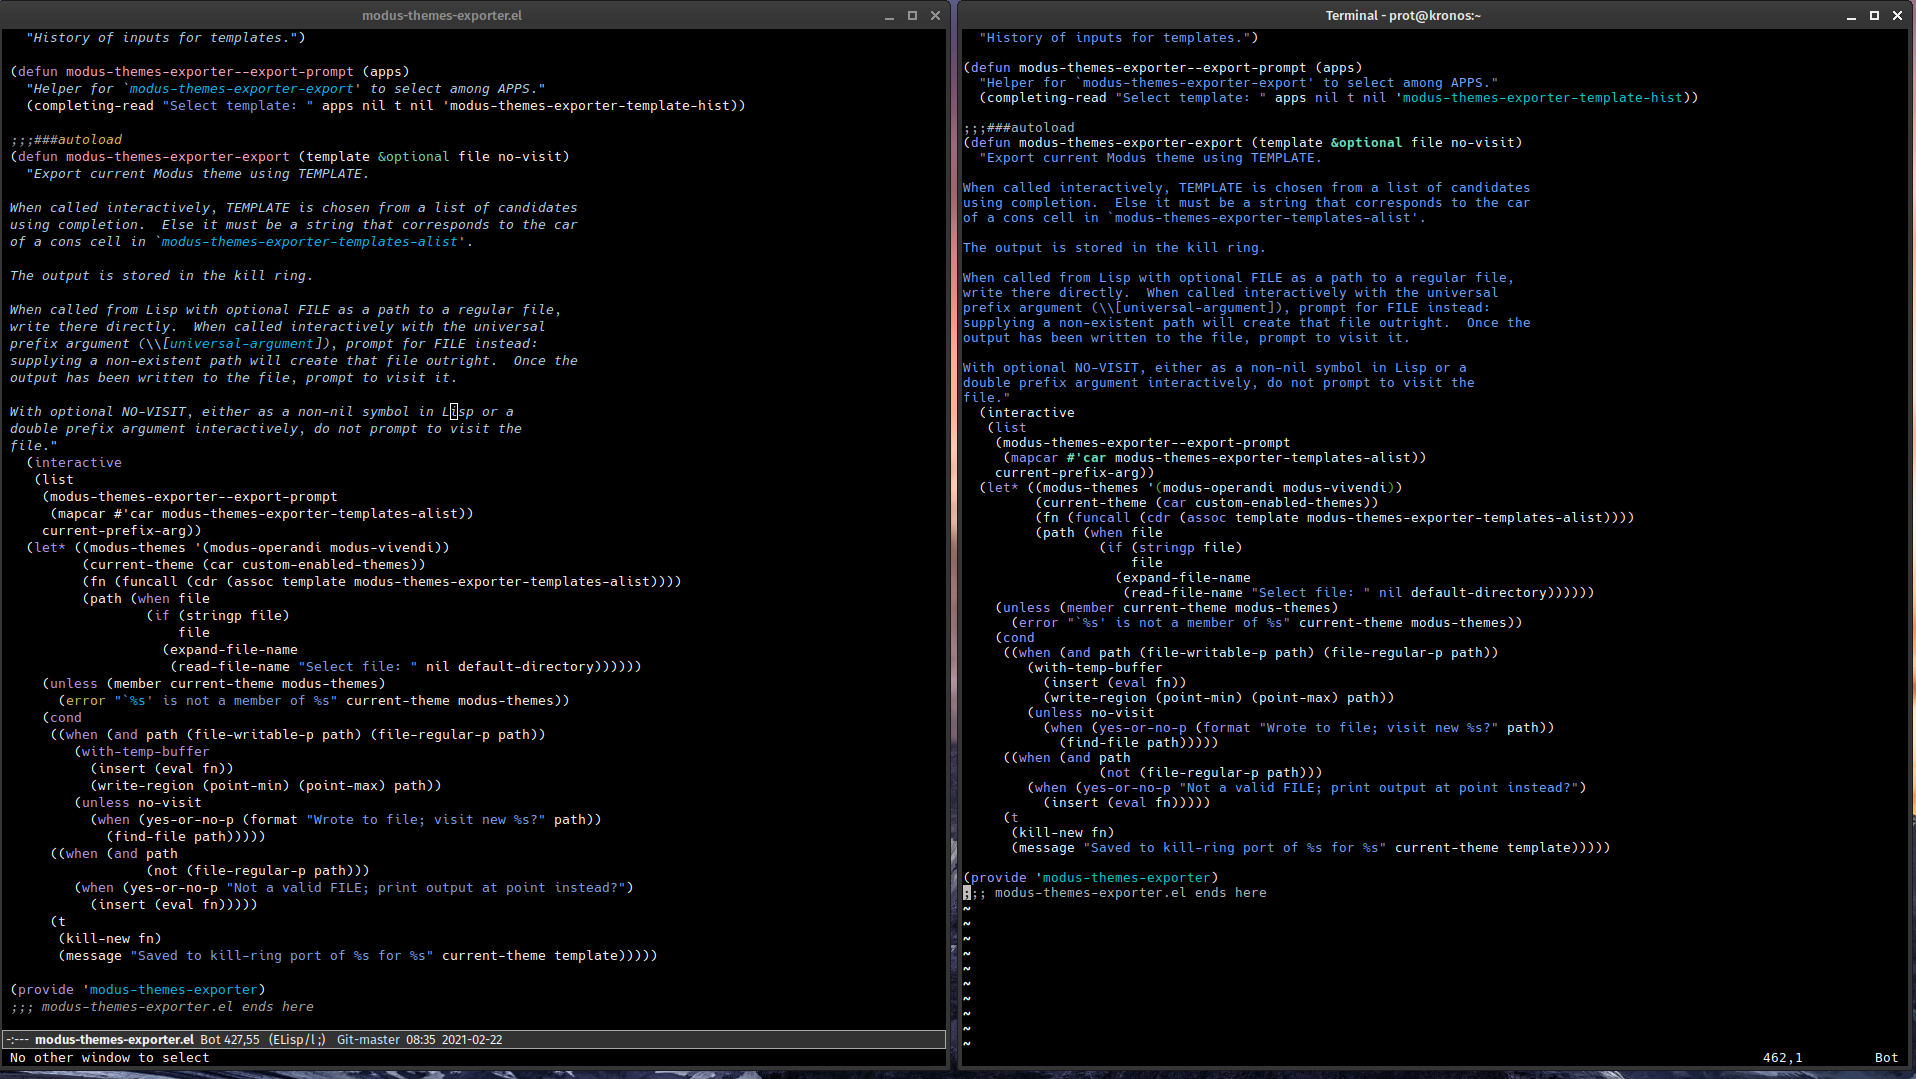 modus-themes-exporter.el
"History of inputs for templates.")
(defun modus-themes-exporter--export-prompt (apps)
"Helper for `modus-themes-exporter-export' to select among APPS."
(completing-read "Select template: " apps nil t nil 'modus-themes-exporter-template-hist))
;;;###autoload
(defun modus-themes-exporter-export (template &optional file no-visit)
"Export current Modus theme using TEMPLATE.
When called interactively, TEMPLATE is chosen from a list of candidates
using completion.  Else it must be a string that corresponds to the car
of a cons cell in `modus-themes-exporter-templates-alist'.
The output is stored in the kill ring.
When called from Lisp with optional FILE as a path to a regular file,
write there directly.  When called interactively with the universal
prefix argument (\\[universal-argument]), prompt for FILE instead:
supplying a non-existent path will create that file outright.  Once the
output has been written to the file, prompt to visit it.
With optional NO-VISIT, either as a non-nil symbol in Lisp or a
double prefix argument interactively, do not prompt to visit the
file."
(interactive
(list
(modus-themes-exporter--export-prompt
(mapcar #'car modus-themes-exporter-templates-alist))
current-prefix-arg))
(let* ((modus-themes '(modus-operandi modus-vivendi))
(current-theme (car custom-enabled-themes))
(fn (funcall (cdr (assoc template modus-themes-exporter-templates-alist))))
(path (when file
(if (stringp file)
file
(expand-file-name
(read-file-name "Select file: " nil default-directory))))))
(unless (member current-theme modus-themes)
(error "`%s' is not a member of %s" current-theme modus-themes))
(cond
((when (and path (file-writable-p path) (file-regular-p path))
(with-temp-buffer
(insert (eval fn))
(write-region (point-min) (point-max) path))
(unless no-visit
(when (yes-or-no-p (format "Wrote to file; visit new %s?" path))
(find-file path)))))
((when (and path
(not (file-regular-p path)))
(when (yes-or-no-p "Not a valid FILE; print output at point instead?")
(insert (eval fn)))))
(t
(kill-new fn)
(message "Saved to kill-ring port of %s for %s" current-theme template)))))
(provide 'modus-themes-exporter)
;;; modus-themes-exporter.el ends here
-:--- modus-themes-exporter.el Bot 427,55 (ELisp/l ;) Git-master 08:35 2021-02-22
No other window to select
Terminal - prot@kronos:~
"History of inputs for templates.")
(defun modus-themes-exporter--export-prompt (apps)
"Helper for `modus-themes-exporter-export' to select among APPS."
(completing-read "Select template: " apps nil t nil 'modus-themes-exporter-template-hist))
;;;###autoload
(defun modus-themes-exporter-export (template &optional file no-visit)
"Export current Modus theme using TEMPLATE.
When called interactively, TEMPLATE is chosen from a list of candidates
using completion.  Else it must be a string that corresponds to the car
of a cons cell in `modus-themes-exporter-templates-alist'.
The output is stored in the kill ring.
When called from Lisp with optional FILE as a path to a regular file,
write there directly.  When called interactively with the universal
prefix argument (\\[universal-argument]), prompt for FILE instead:
supplying a non-existent path will create that file outright.  Once the
output has been written to the file, prompt to visit it.
With optional NO-VISIT, either as a non-nil symbol in Lisp or a
double prefix argument interactively, do not prompt to visit the
file."
(interactive
(list
(modus-themes-exporter--export-prompt
(mapcar #'car modus-themes-exporter-templates-alist))
current-prefix-arg))
(let* ((modus-themes '(modus-operandi modus-vivendi))
(current-theme (car custom-enabled-themes))
(fn (funcall (cdr (assoc template modus-themes-exporter-templates-alist))))
(path (when file
(if (stringp file)
file
(expand-file-name
(read-file-name "Select file: " nil default-directory))))))
(unless (member current-theme modus-themes)
(error "`%s' is not a member of %s" current-theme modus-themes))
(cond
((when (and path (file-writable-p path) (file-regular-p path))
(with-temp-buffer
(insert (eval fn))
(write-region (point-min) (point-max) path))
(unless no-visit
(when (yes-or-no-p (format "Wrote to file; visit new %s?" path))
(find-file path)))))
((when (and path
(not (file-regular-p path)))
(when (yes-or-no-p "Not a valid FILE; print output at point instead?")
(insert (eval fn)))))
(t
(kill-new fn)
(message "Saved to kill-ring port of %s for %s" current-theme template)))))
(provide 'modus-themes-exporter)
;;; modus-themes-exporter.el ends here
~
~
~
~
~
~
~
~
~
~
462,1 Bot